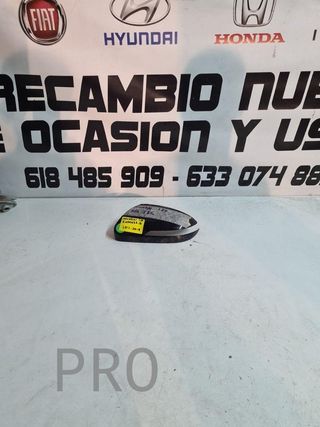 FIAT
HYUNDAI
HONDA
RECAMBIO NUE
OCASION Y US
618 485 909 - 633 074 88
PRO